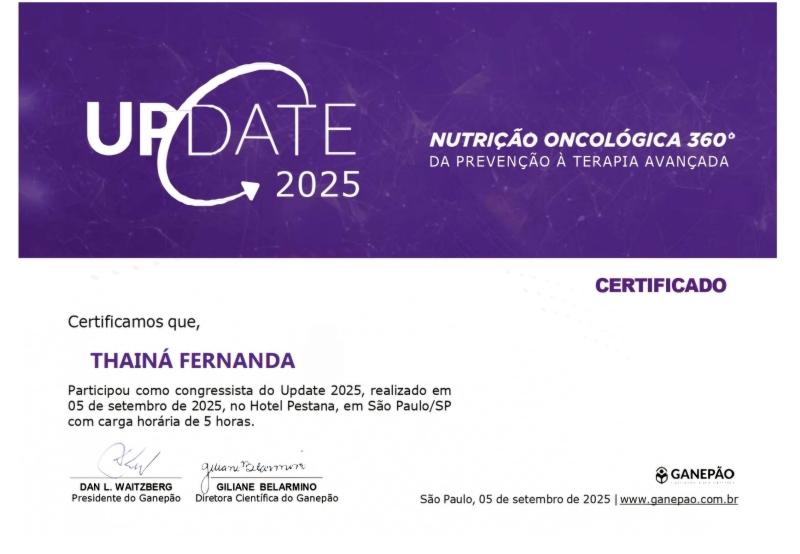 UPDATE
2025
NUTRIÇÃO ONCOLÓGICA 360°
DA PREVENÇÃO À TERAPIA AVANÇADA
CERTIFICADO
Certificamos que,
THAINÁ FERNANDA
Participou como congressista do Update 2025, realizado em
05 de setembro de 2025, no Hotel Pestana, em São Paulo/SP
com carga horária de 5 horas.
Giliane Belarmino
DAN L. WAITZBERG
Presidente do Ganepão
GILIANE BELARMINO
Diretora Científica do Ganepão
GANEPÃO
São Paulo, 05 de setembro de 2025 | www.ganepao.com.br